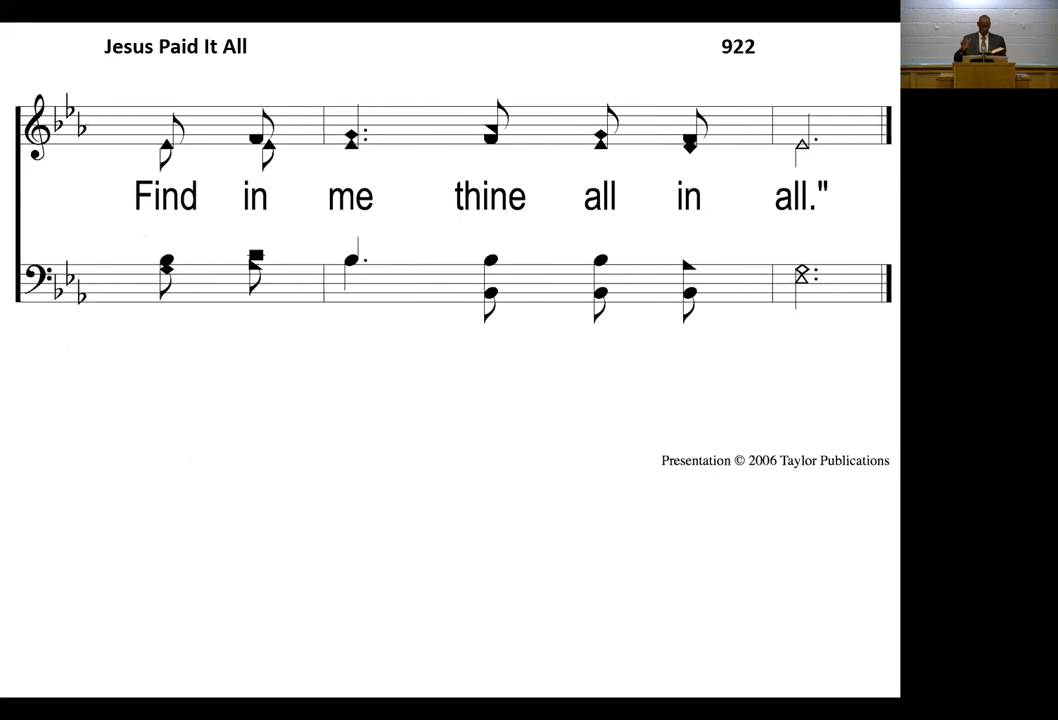 Jesus Paid It All 922
Find in me thine all in all."
Presentation © 2006 Taylor Publications